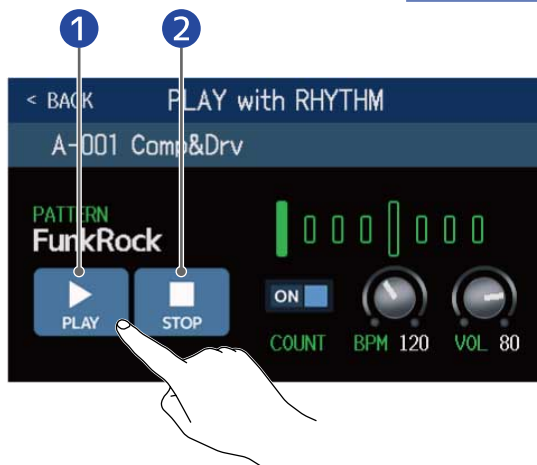 1 2
< BACK PLAY with RHYTHM
A-001 Comp&Drv
PATTERN
FunkRock
PLAY STOP ON
COUNT BPM 120 VOL 80